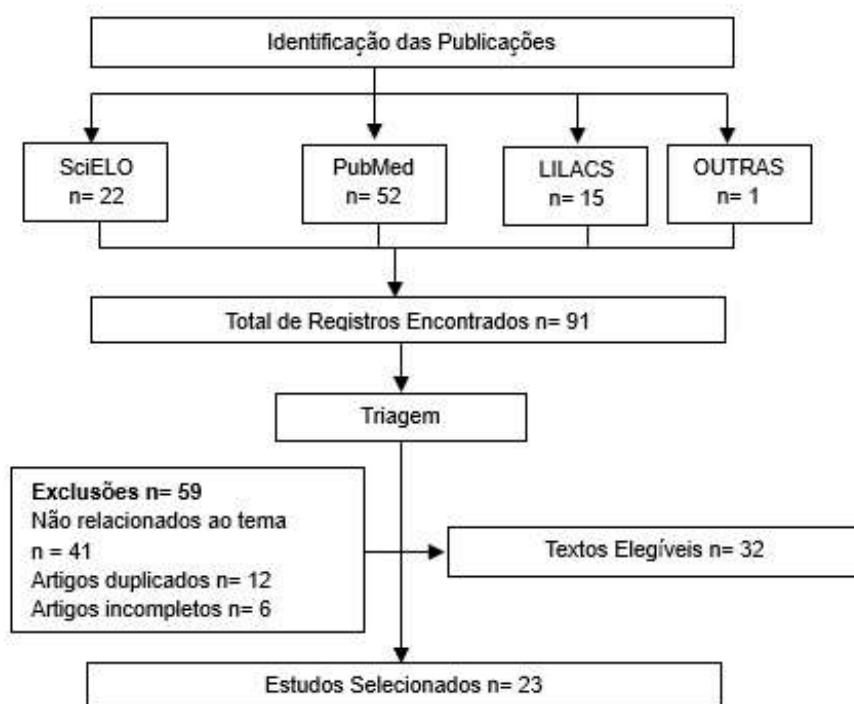 Identificação das Publicações
SciELO
n= 22
PubMed
n= 52
LILACS
n= 15
OUTRAS
n= 1
Total de Registros Encontrados n= 91
Triagem
Exclusões n= 59
Não relacionados ao tema
n = 41
Artigos duplicados n= 12
Artigos incompletos n= 6
Textos Elegíveis n= 32
Estudos Selecionados n= 23